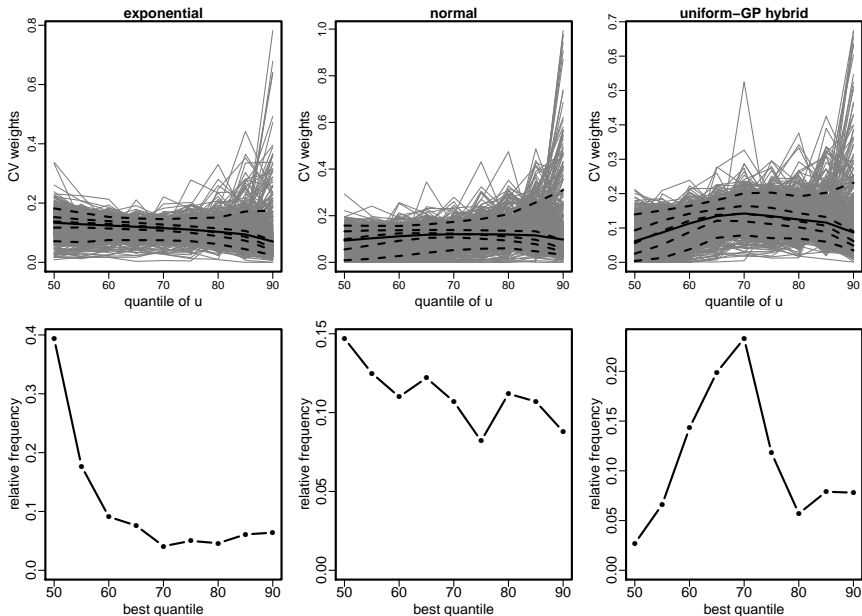 exponential
normal
uniform−GP hybrid
CV weights
0.0 0.2 0.4 0.6 0.8
50 60 70 80 90
quantile of u
CV weights
0.0 0.2 0.4 0.6 0.8 1.0
50 60 70 80 90
quantile of u
CV weights
0.0 0.1 0.2 0.3 0.4 0.5 0.6 0.7
50 60 70 80 90
quantile of u
relative frequency
0.0 0.1 0.2 0.3 0.4
50 60 70 80 90
best quantile
relative frequency
0.00 0.05 0.10 0.15
50 60 70 80 90
best quantile
relative frequency
0.00 0.05 0.10 0.15 0.20
50 60 70 80 90
best quantile